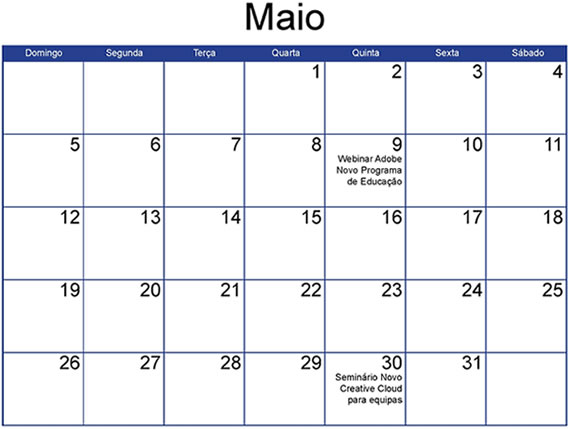 Maio
Domingo Segunda Terça Quarta Quinta Sexta Sábado
1 2 3 4
5 6 7 8 9 10 11
Webinar Adobe
Novo Programa
de Educação
12 13 14 15 16 17 18
19 20 21 22 23 24 25
26 27 28 29 30 31
Seminário Novo
Creative Cloud
para equipas